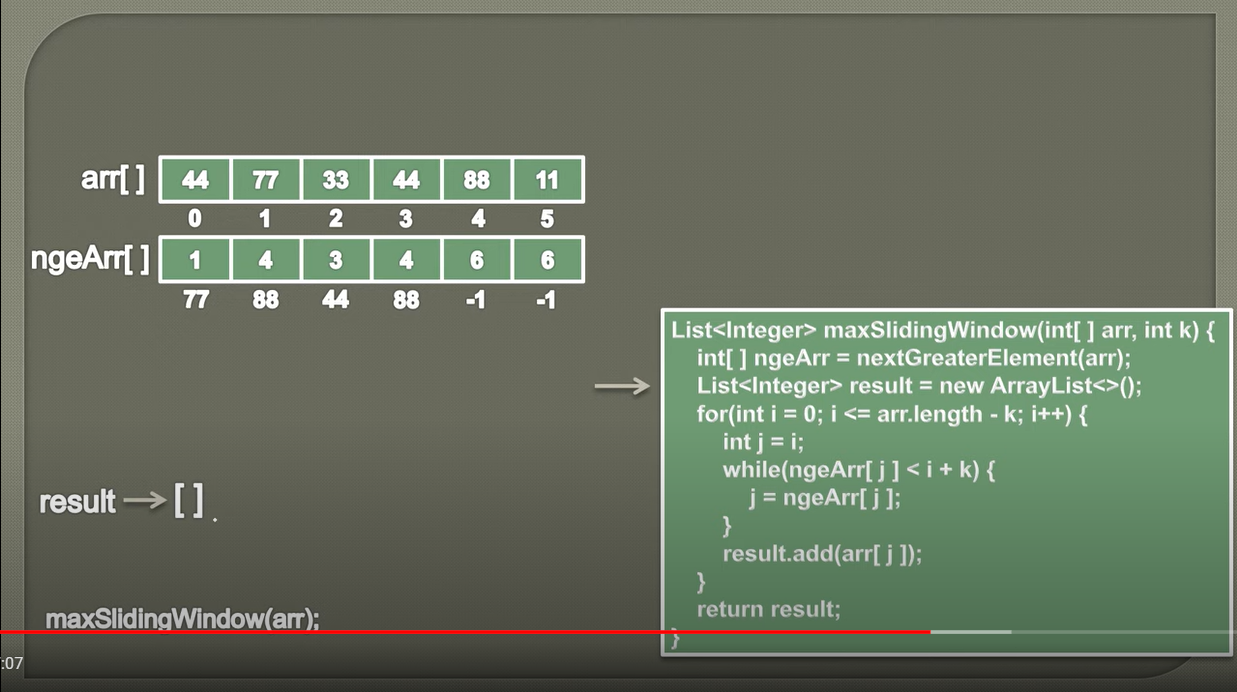 arr[ ] 44 77 33 44 88 11
0 1 2 3 4 5
ngeArr[ ] 1 4 3 4 6 6
77 88 44 88 -1 -1
List<Integer> maxSlidingWindow(int[ ] arr, int k) {
int[ ] ngeArr = nextGreaterElement(arr);
List<Integer> result = new ArrayList<>();
for(int i = 0; i <= arr.length - k; i++) {
int j = i;
while(ngeArr[ j ] < i + k) {
j = ngeArr[ j ];
}
result.add(arr[ j ]);
}
return result;
}
result → [ ] .
maxSlidingWindow(arr);
:07